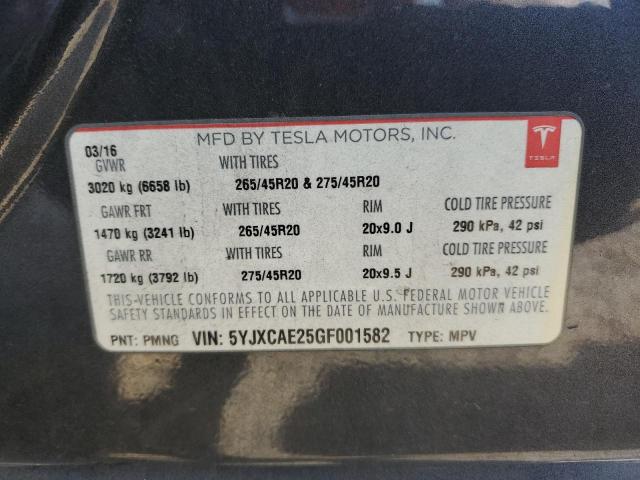 MFD BY TESLA MOTORS, INC.
TESLA
03/16
GVWR WITH TIRES
3020 kg (6658 lb) 265/45R20 & 275/45R20
GAWR FRT WITH TIRES RIM COLD TIRE PRESSURE
1470 kg (3241 lb) 265/45R20 20x9.0 J 290 kPa, 42 psi
GAWR RR WITH TIRES RIM COLD TIRE PRESSURE
1720 kg (3792 lb) 275/45R20 20x9.5 J 290 kPa, 42 psi
THIS-VEHICLE CONFORMS TO ALL APPLICABLE U.S. FEDERAL MOTOR VEHICLE
SAFETY STANDARDS IN EFFECT ON THE DATE OF MANUFACTURE SHOWN ABOVE.
PNT: PMNG VIN: 5YJXCAE25GF001582 TYPE: MPV